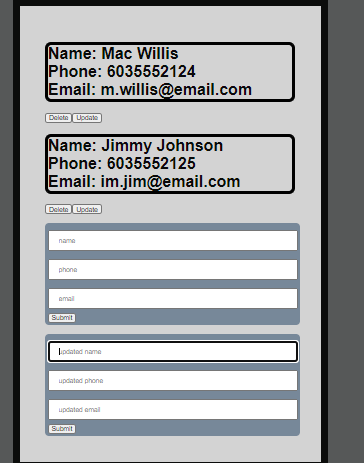 Name: Mac Willis
Phone: 6035552124
Email: m.willis@email.com
Delete Update
Name: Jimmy Johnson
Phone: 6035552125
Email: im.jim@email.com
Delete Update
name
phone
email
Submit
updated name
updated phone
updated email
Submit